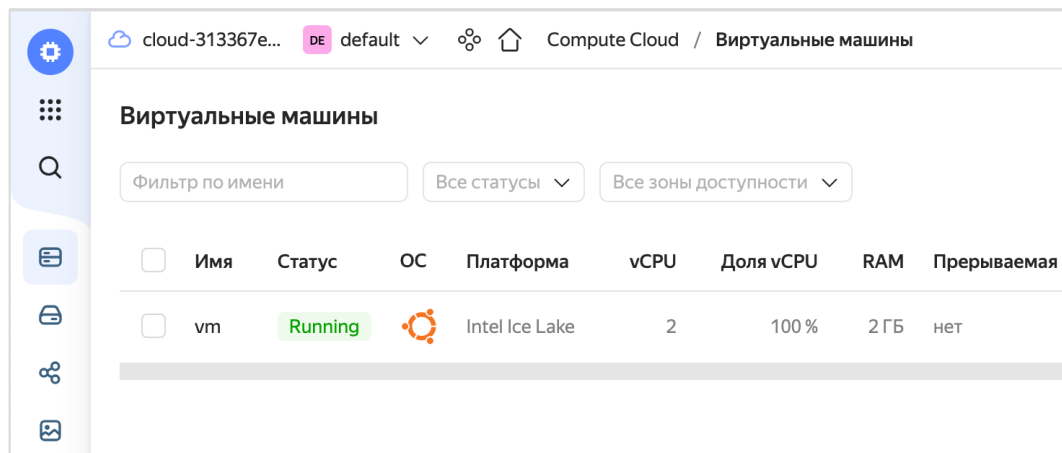 cloud-313367e... DE default Compute Cloud / Виртуальные машины
Виртуальные машины
Фильтр по имени Все статусы Все зоны доступности
Имя Статус ОС Платформа vCPU Доля vCPU RAM Прерываемая
vm Running Intel Ice Lake 2 100 % 2 ГБ нет